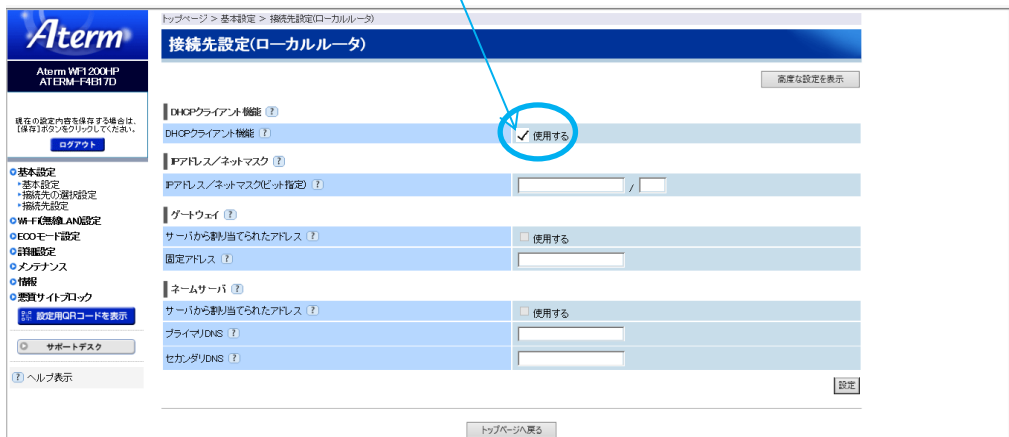 トップページ > 基本設定 > 接続先設定(ローカルルータ)
Aterm
接続先設定(ローカルルータ)
Aterm WF1200HP
ATERM-F4B17D
高度な設定を表示
現在の設定内容を保存する場合は、
[保存]ボタンをクリックしてください。
ログアウト
DHCPクライアント機能 ?
DHCPクライアント機能 ? 使用する
IPアドレス/ネットマスク ?
IPアドレス/ネットマスク(ビット指定) ? /
ゲートウェイ ?
サーバから割り当てられたアドレス ? 使用する
固定アドレス ?
ネームサーバ ?
サーバから割り当てられたアドレス ? 使用する
プライマリDNS ?
セカンダリDNS ?
設定
トップページへ戻る
基本設定
基本設定
接続先の選択設定
接続先設定
Wi-Fi(無線LAN)設定
ECOモード設定
詳細設定
メンテナンス
情報
悪質サイトブロック
設定用QRコードを表示
サポートデスク
? ヘルプ表示